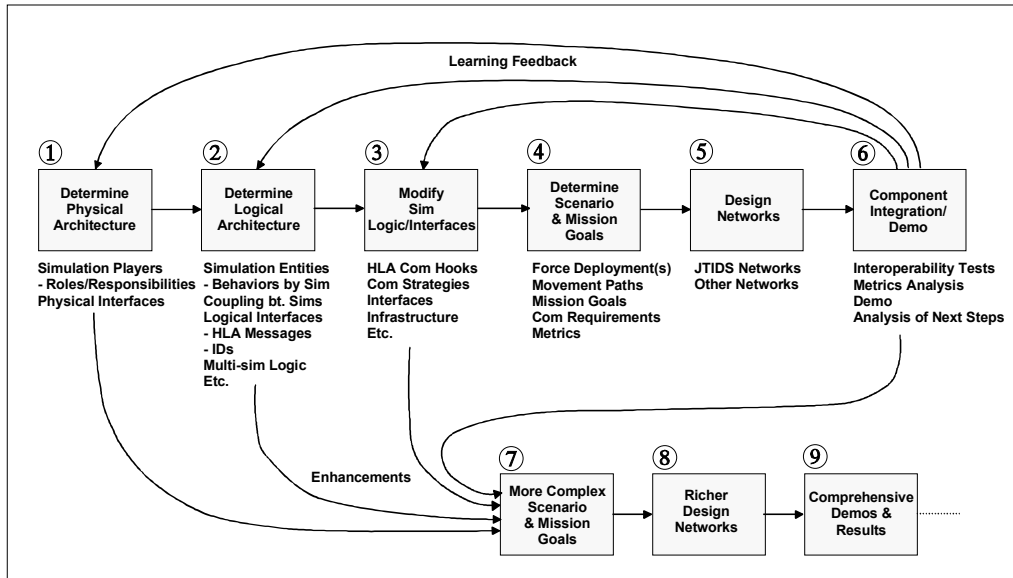 Learning Feedback
1
Determine
Physical
Architecture
Simulation Players
- Roles/Responsibilities
Physical Interfaces
2
Determine
Logical
Architecture
Simulation Entities
- Behaviors by Sim
Coupling bt. Sims
Logical Interfaces
- HLA Messages
- IDs
Multi-sim Logic
Etc.
3
Modify
Sim
Logic/Interfaces
HLA Com Hooks
Com Strategies
Interfaces
Infrastructure
Etc.
4
Determine
Scenario
& Mission
Goals
Force Deployment(s)
Movement Paths
Mission Goals
Com Requirements
Metrics
5
Design
Networks
JTIDS Networks
Other Networks
6
Component
Integration/
Demo
Interoperability Tests
Metrics Analysis
Demo
Analysis of Next Steps
Enhancements
7
More Complex
Scenario
& Mission
Goals
8
Richer
Design
Networks
9
Comprehensive
Demos &
Results